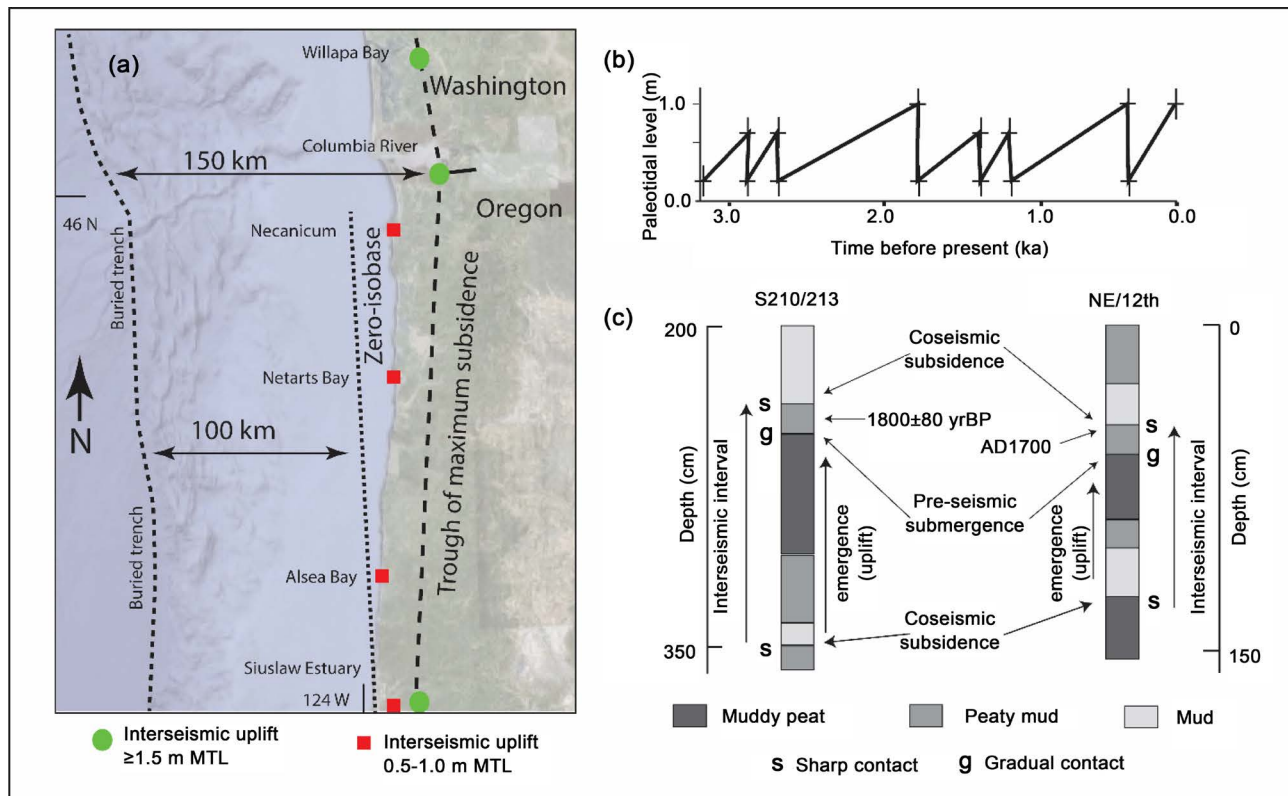 (a)
Willapa Bay
Washington
Columbia River
150 km
Oregon
46 N
Necanicum
Buried trench
Zero-isobase
Trough of maximum subsidence
N
Netarts Bay
100 km
Buried trench
Alsea Bay
Siuslaw Estuary
124 W
Interseismic uplift
≥1.5 m MTL
Interseismic uplift
0.5-1.0 m MTL
(b)
Paleotidal level (m)
1.0
0.0
3.0 2.0 1.0 0.0
Time before present (ka)
(c)
S210/213
NE/12th
200
350
Depth (cm)
Interseismic interval
s
g
s
emergence
(uplift)
Coseismic
subsidence
1800±80 yrBP
AD1700
Pre-seismic
submergence
Coseismic
subsidence
emergence
(uplift)
s
g
s
Interseismic interval
Depth (cm)
0
150
Muddy peat
Peaty mud
Mud
s Sharp contact
g Gradual contact